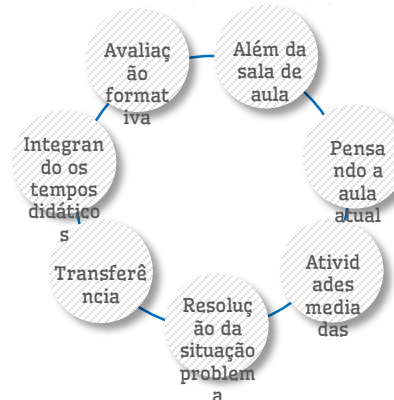 Avaliaç
ão
format
iva
Além da
sala de
aula
Integran
do os
tempos
didático
s
Pensa
ndo a
aula
atual
Transferê
ncia
Ativid
ades
media
das
Resoluç
ão da
situação
problem
a